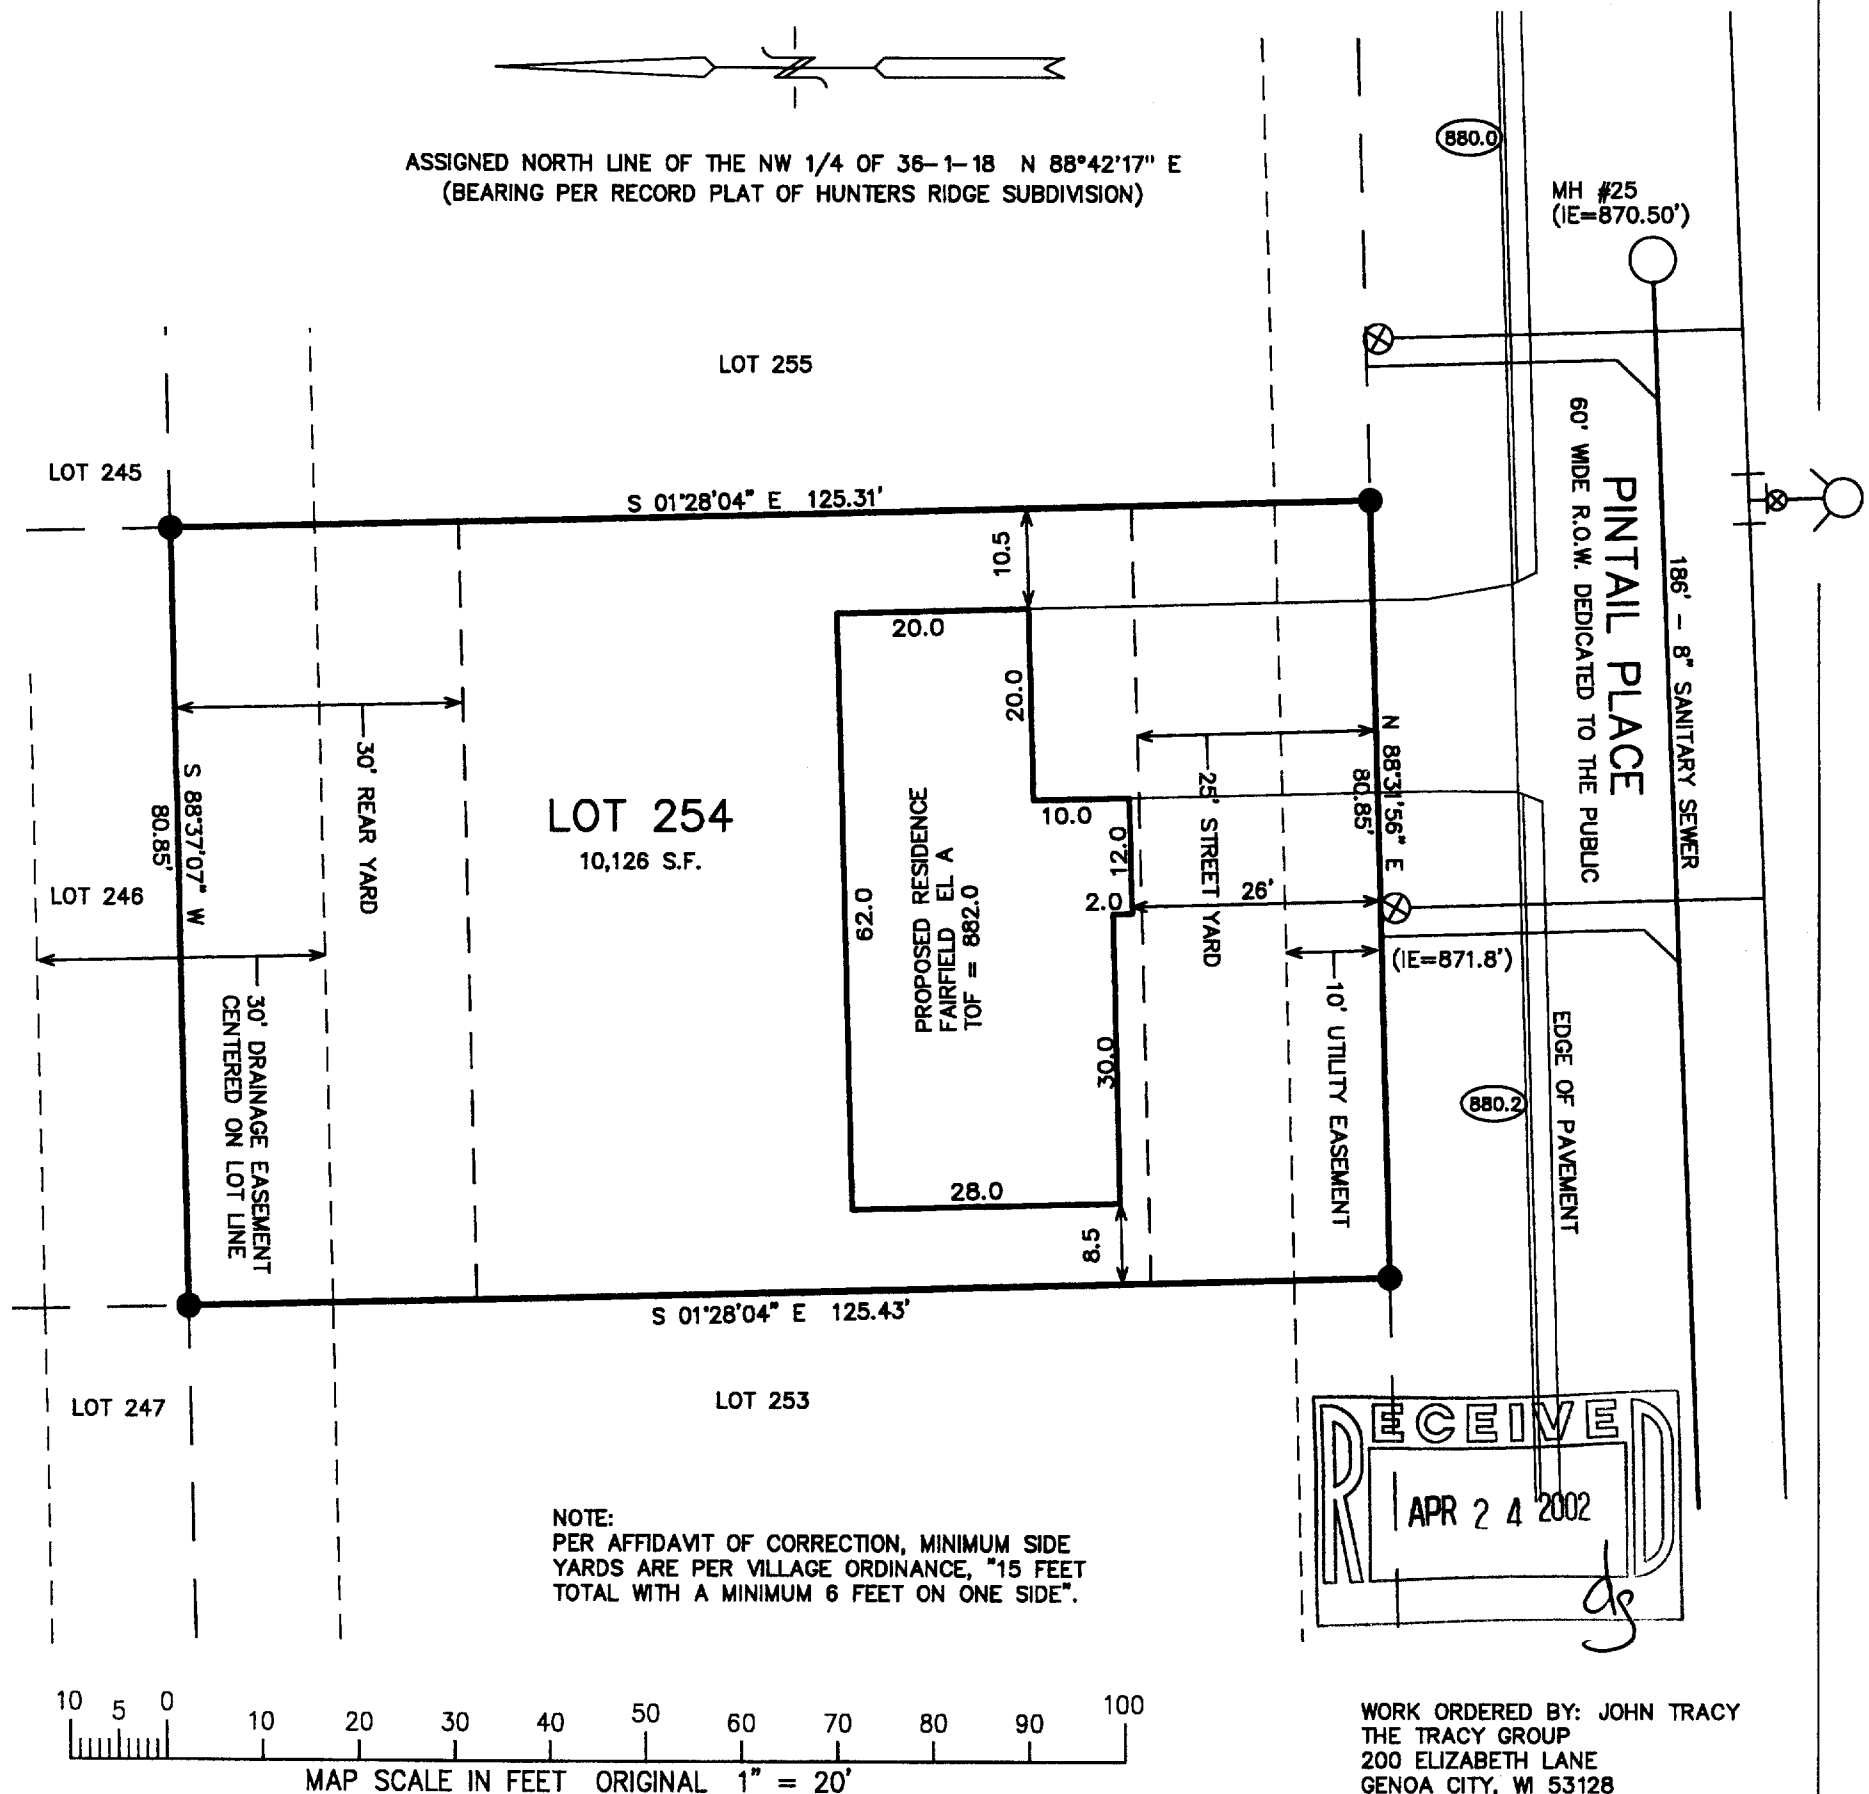 ASSIGNED NORTH LINE OF THE NW 1/4 OF 36-1-18 N 88°42'17" E
(BEARING PER RECORD PLAT OF HUNTERS RIDGE SUBDIVISION)
880.0
MH #25
(IE=870.50')
LOT 255
LOT 245
S 01°28'04" E 125.31'
10.5
20.0
20.0
10.0
12.0
2.0
30.0
28.0
62.0
8.5
PROPOSED RESIDENCE
FAIRFIELD EL A
TOF = 882.0
LOT 254
10,126 S.F.
30' REAR YARD
S 88°37'07" W
80.85'
LOT 246
30' DRAINAGE EASEMENT
CENTERED ON LOT LINE
25' STREET YARD
26'
N 88°31'56" E
80.85'
10' UTILITY EASEMENT
(IE=871.8')
PINTAIL PLACE
60' WIDE R.O.W. DEDICATED TO THE PUBLIC
186' - 8" SANITARY SEWER
EDGE OF PAVEMENT
880.2
S 01°28'04" E 125.43'
LOT 247
LOT 253
RECEIVED
APR 24 2002
ds
NOTE:
PER AFFIDAVIT OF CORRECTION, MINIMUM SIDE
YARDS ARE PER VILLAGE ORDINANCE, "15 FEET
TOTAL WITH A MINIMUM 6 FEET ON ONE SIDE".
10 5 0 10 20 30 40 50 60 70 80 90 100
MAP SCALE IN FEET ORIGINAL 1" = 20'
WORK ORDERED BY: JOHN TRACY
THE TRACY GROUP
200 ELIZABETH LANE
GENOA CITY, WI 53128